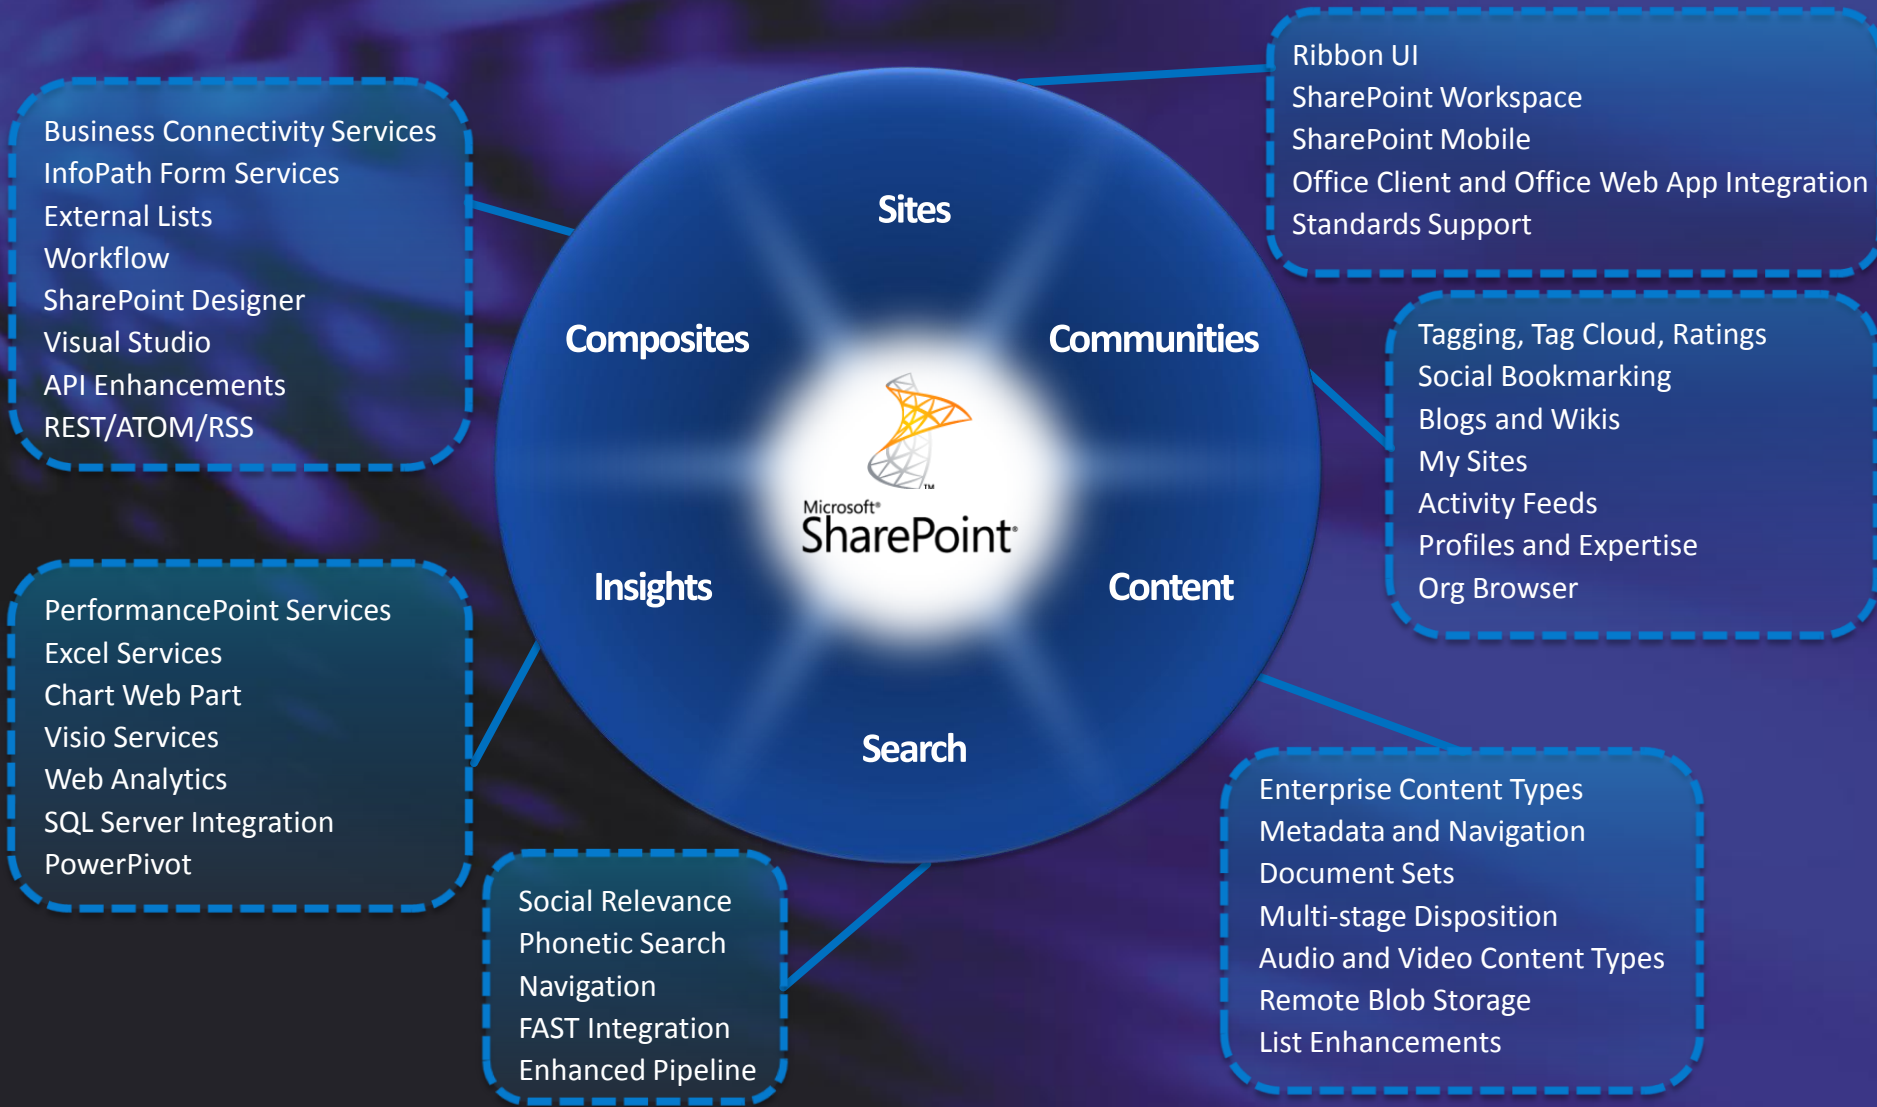 Ribbon UI
SharePoint Workspace
SharePoint Mobile
Office Client and Office Web App Integration
Standards Support
Business Connectivity Services
InfoPath Form Services
External Lists
Workflow
SharePoint Designer
Visual Studio
API Enhancements
REST/ATOM/RSS
Sites
Composites
Communities
Microsoft®
SharePoint®
™
Insights
Content
Search
Tagging, Tag Cloud, Ratings
Social Bookmarking
Blogs and Wikis
My Sites
Activity Feeds
Profiles and Expertise
Org Browser
PerformancePoint Services
Excel Services
Chart Web Part
Visio Services
Web Analytics
SQL Server Integration
PowerPivot
Social Relevance
Phonetic Search
Navigation
FAST Integration
Enhanced Pipeline
Enterprise Content Types
Metadata and Navigation
Document Sets
Multi-stage Disposition
Audio and Video Content Types
Remote Blob Storage
List Enhancements